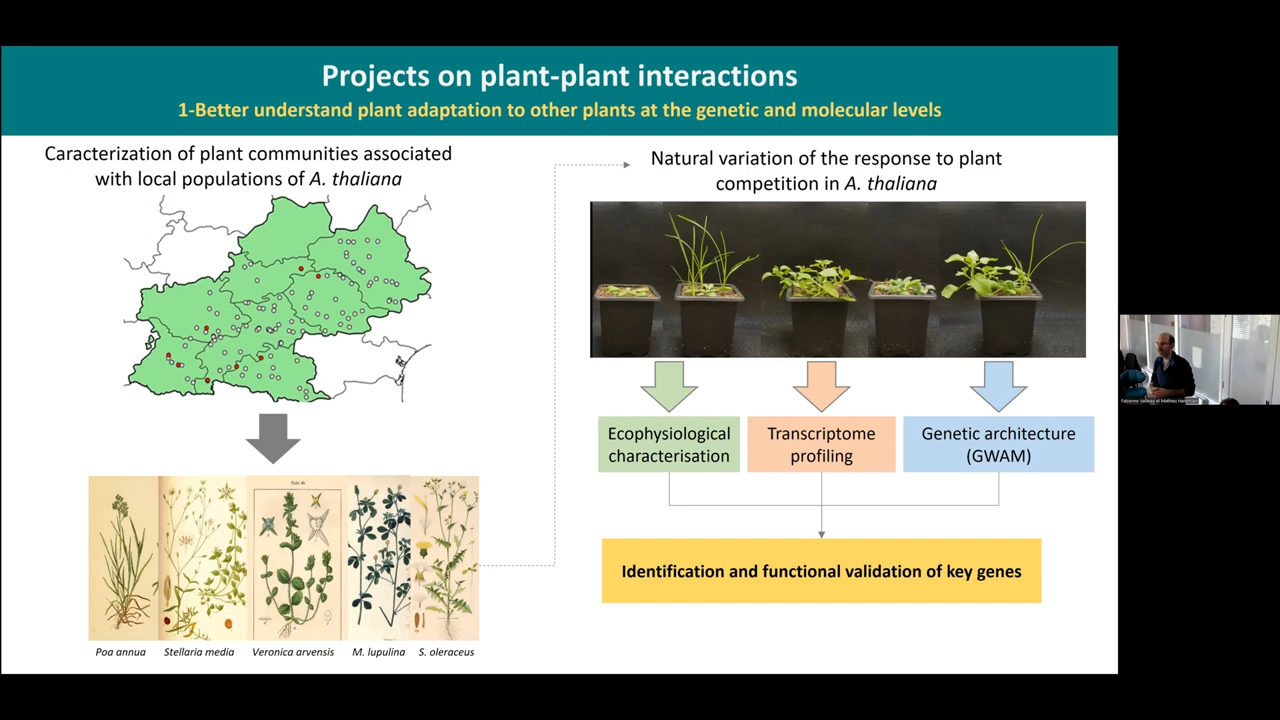 Projects on plant-plant interactions
1-Better understand plant adaptation to other plants at the genetic and molecular levels
Caracterization of plant communities associated
with local populations of A. thaliana
Poa annua
Stellaria media
Veronica arvensis
M. lupulina
S. oleraceus
Natural variation of the response to plant
competition in A. thaliana
Ecophysiological
characterisation
Transcriptome
profiling
Genetic architecture
(GWAM)
Identification and functional validation of key genes